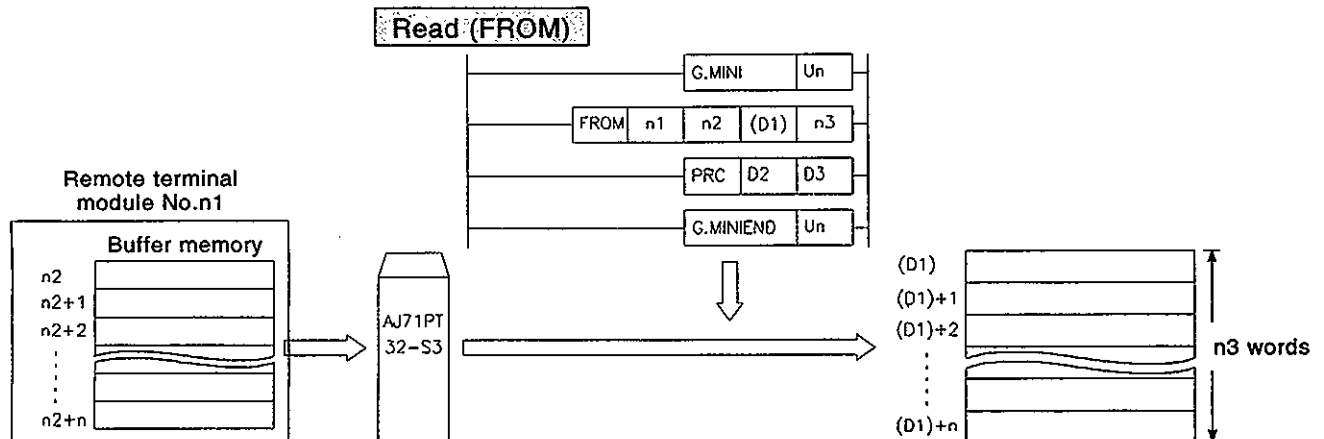 Read (FROM)
G.MINI Un
FROM n1 n2 (D1) n3
PRC D2 D3
G.MINIEND Un
Remote terminal
module No.n1
Buffer memory
n2
n2+1
n2+2
n2+n
AJ71PT
32-S3
(D1)
(D1)+1
(D1)+2
(D1)+n
n3 words